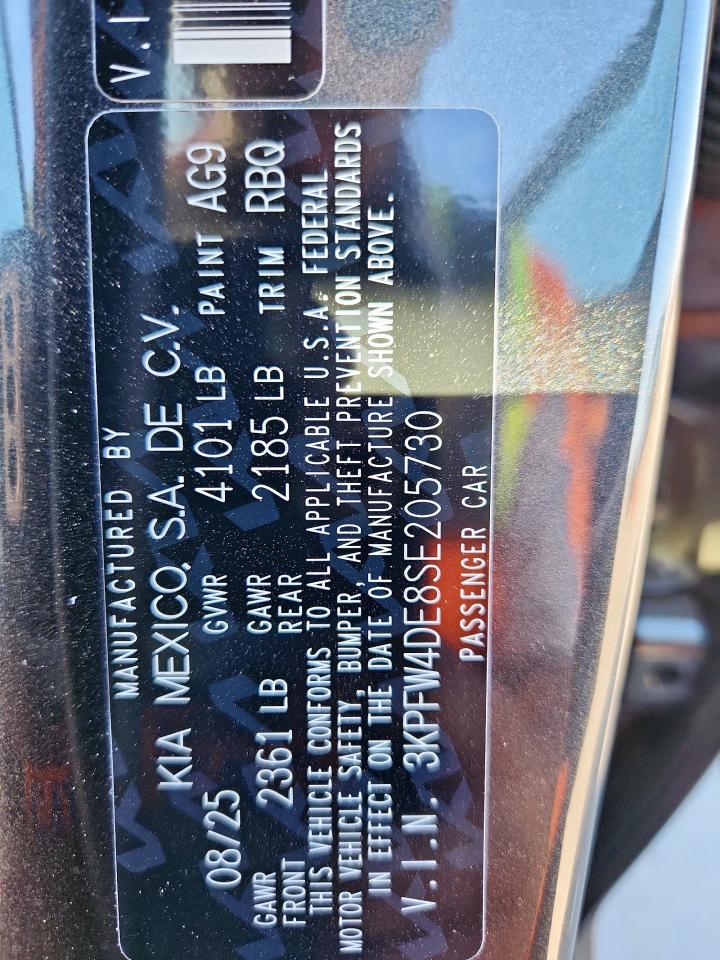 V.I
MANUFACTURED BY
KIA MEXICO, S.A. DE C.V.
08/25 GVWR 4101 LB PAINT AG9
GAWR FRONT 2361 LB GAWR REAR 2185 LB TRIM RBQ
THIS VEHICLE CONFORMS TO ALL APPLICABLE U.S.A. FEDERAL
MOTOR VEHICLE SAFETY, BUMPER, AND THEFT PREVENTION STANDARDS
IN EFFECT ON THE DATE OF MANUFACTURE SHOWN ABOVE.
V.I.N. 3KPFW4DE8SE205730
PASSENGER CAR